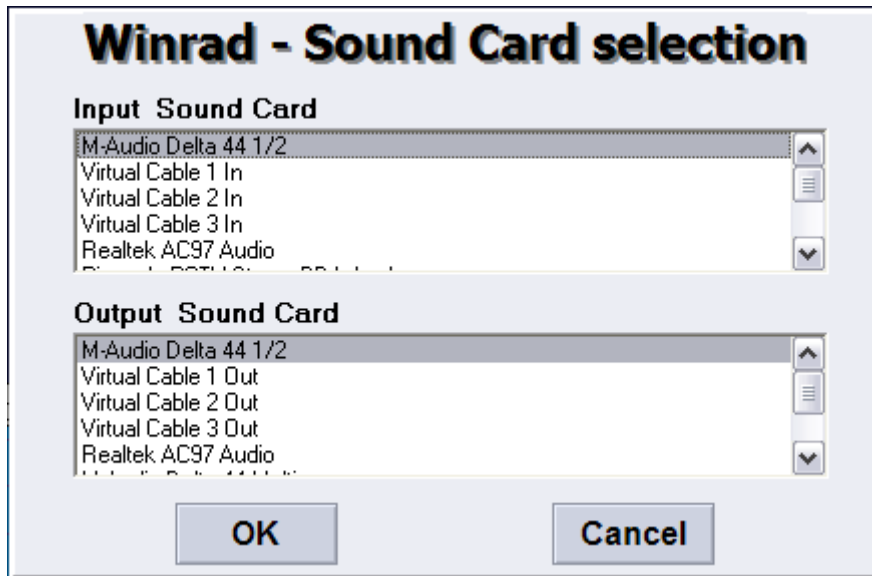 Winrad - Sound Card selection
Input Sound Card
M-Audio Delta 44 1/2
Virtual Cable 1 In
Virtual Cable 2 In
Virtual Cable 3 In
Realtek AC97 Audio
Output Sound Card
M-Audio Delta 44 1/2
Virtual Cable 1 Out
Virtual Cable 2 Out
Virtual Cable 3 Out
Realtek AC97 Audio
OK
Cancel